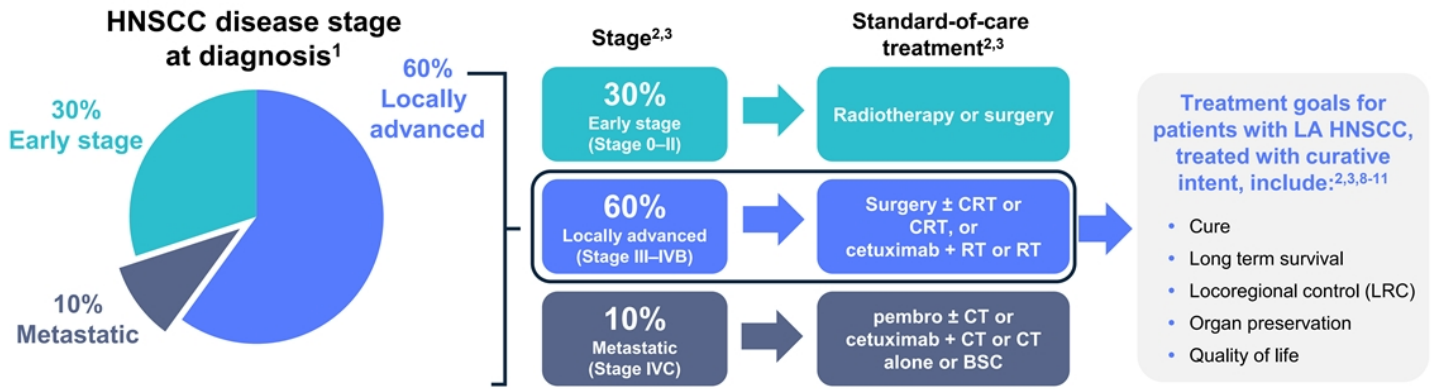 HNSCC disease stage
at diagnosis1
60%
Locally
advanced
30%
Early stage
10%
Metastatic
Stage2,3
Standard-of-care
treatment2,3
30%
Early stage
(Stage 0–II)
Radiotherapy or surgery
60%
Locally advanced
(Stage III–IVB)
Surgery ± CRT or
CRT, or
cetuximab + RT or RT
10%
Metastatic
(Stage IVC)
pembro ± CT or
cetuximab + CT or CT
alone or BSC
Treatment goals for
patients with LA HNSCC,
treated with curative
intent, include:2,3,8-11
• Cure
• Long term survival
• Locoregional control (LRC)
• Organ preservation
• Quality of life